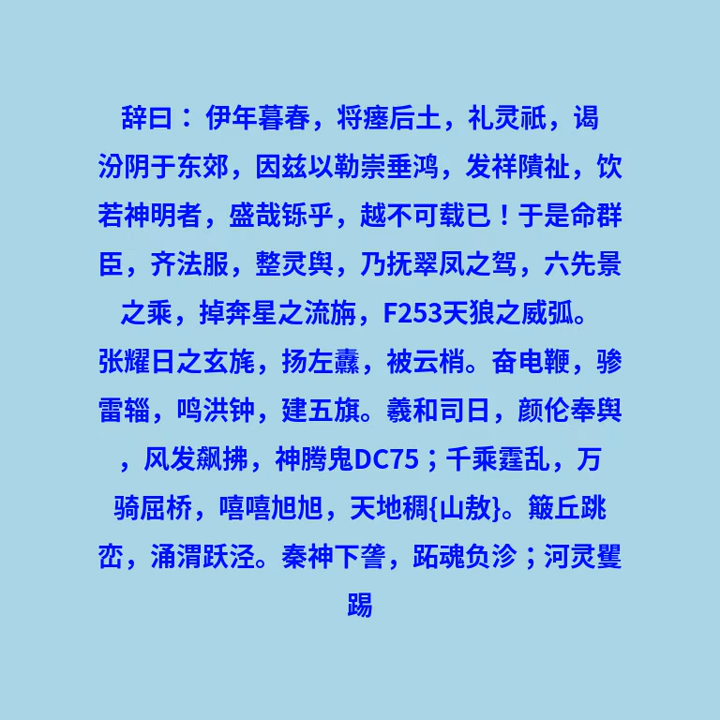 辞曰： 伊年暮春，将瘗后土，礼灵祇，谒
汾阴于东郊，因兹以勒崇垂鸿，发祥隤祉，饮
若神明者，盛哉铄乎，越不可载已！于是命群
臣，齐法服，整灵舆，乃抚翠凤之驾，六先景
之乘，掉奔星之流旃，F253天狼之威弧。
张耀日之玄旄，扬左纛，被云梢。奋电鞭，骖
雷辎，鸣洪钟，建五旗。羲和司日，颜伦奉舆
，风发飙拂，神腾鬼DC75；千乘霆乱，万
骑屈桥，嘻嘻旭旭，天地稠{山敖}。簸丘跳
峦，涌渭跃泾。秦神下詟，跖魂负沴；河灵矍
踢